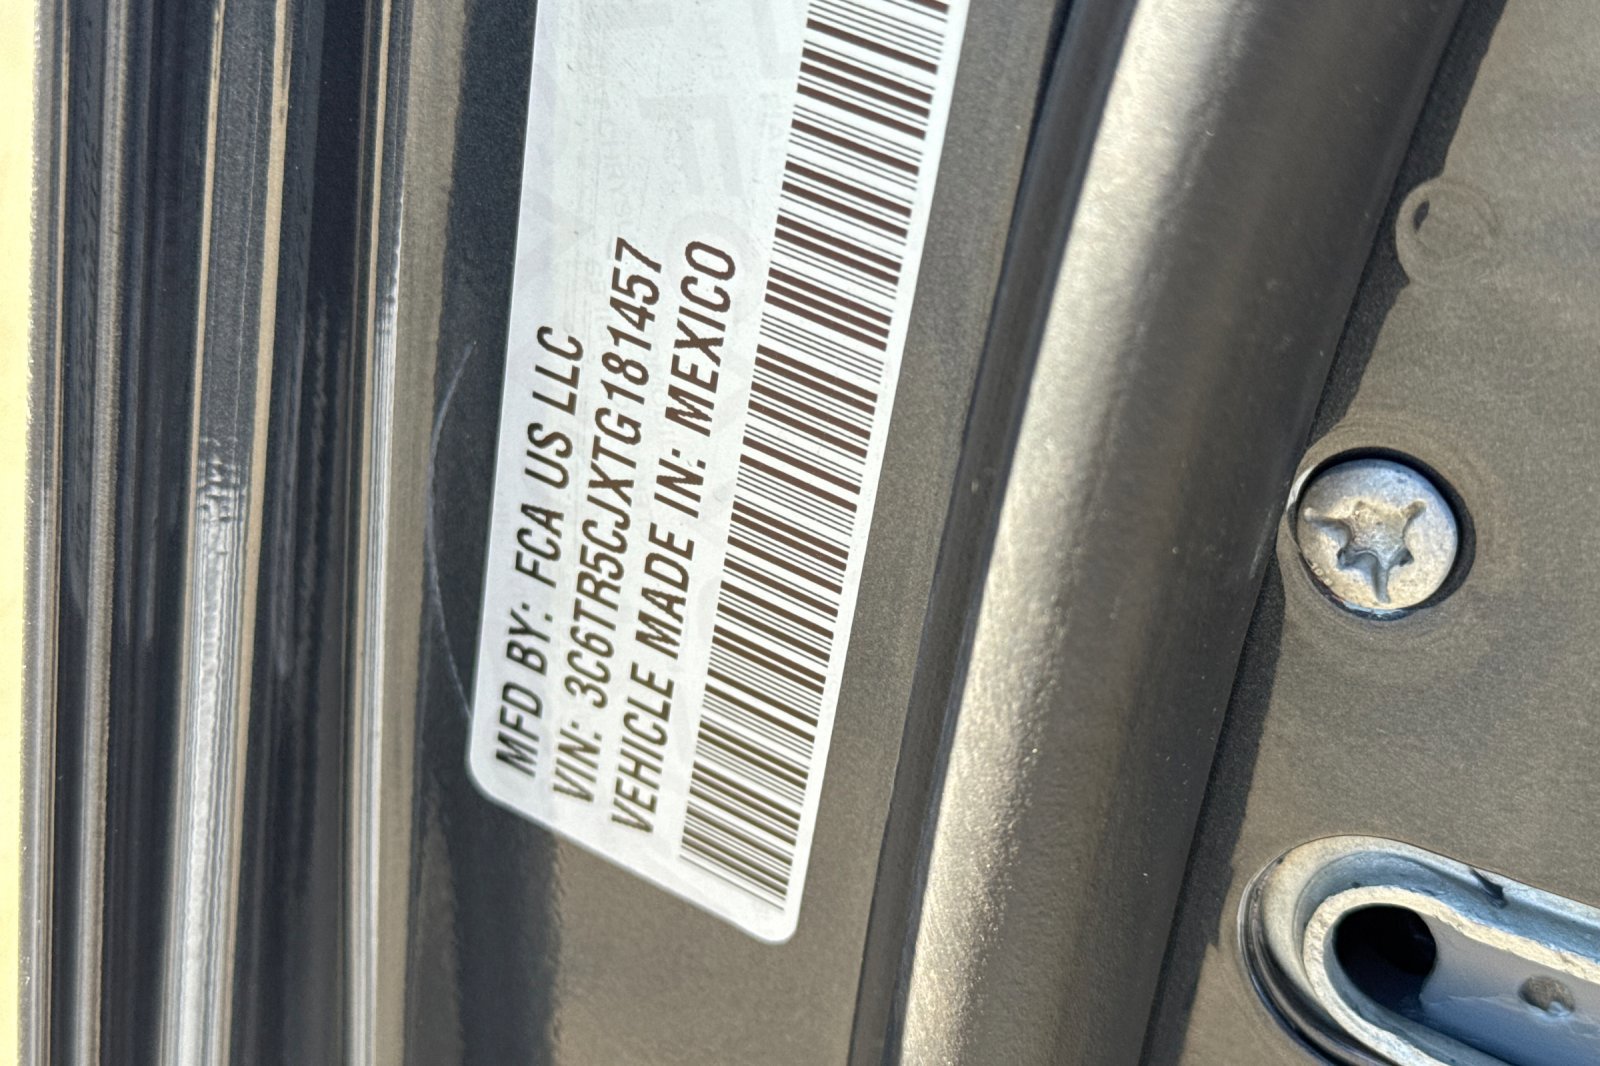 MFD BY: FCA US LLC
VIN: 3C6TR5CJXTG181457
VEHICLE MADE IN: MEXICO